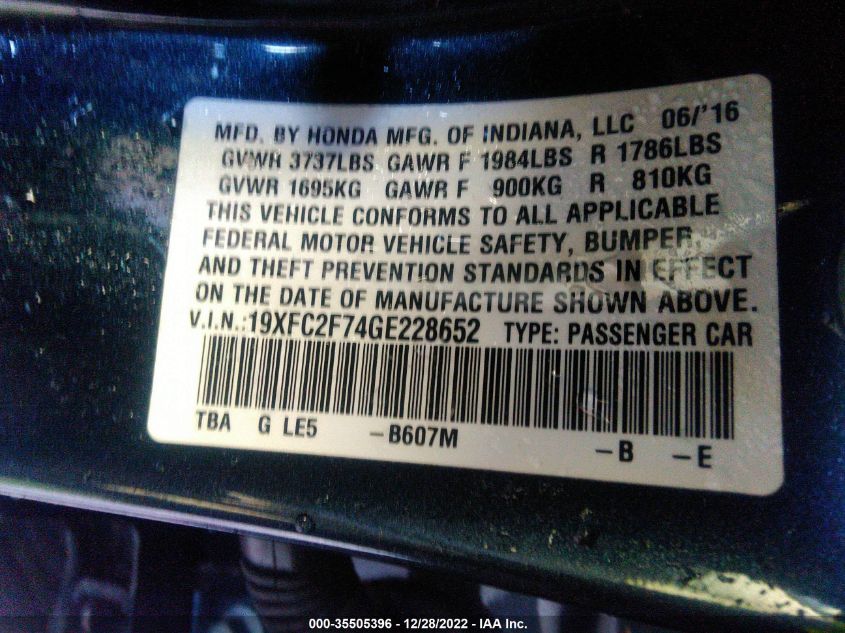 MFD. BY HONDA MFG. OF INDIANA, LLC 06/'16
GVWR 3737LBS GAWR F 1984LBS R 1786LBS
GVWR 1695KG GAWR F 900KG R 810KG
THIS VEHICLE CONFORMS TO ALL APPLICABLE
FEDERAL MOTOR VEHICLE SAFETY, BUMPER,
AND THEFT PREVENTION STANDARDS IN EFFECT
ON THE DATE OF MANUFACTURE SHOWN ABOVE.
V.I.N.:19XFC2F74GE228652 TYPE: PASSENGER CAR
TBA G LE5 -B607M -B -E
000-35505396 - 12/28/2022 - IAA Inc.